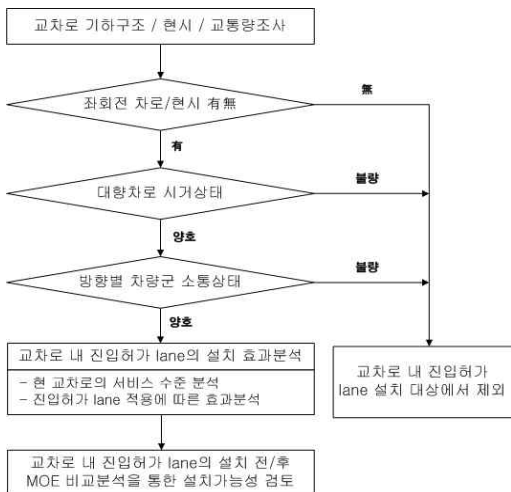 교차로 기하구조 / 현시 / 교통량조사
좌회전 차로/현시 有無
無
有
대향차로 시거상태
불량
양호
방향별 차량군 소통상태
불량
양호
교차로 내 진입허가 lane의 설치 효과분석
- 현 교차로의 서비스 수준 분석
- 진입허가 lane 적용에 따른 효과분석
교차로 내 진입허가
lane 설치 대상에서 제외
교차로 내 진입허가 lane의 설치 전/후
MOE 비교분석을 통한 설치가능성 검토